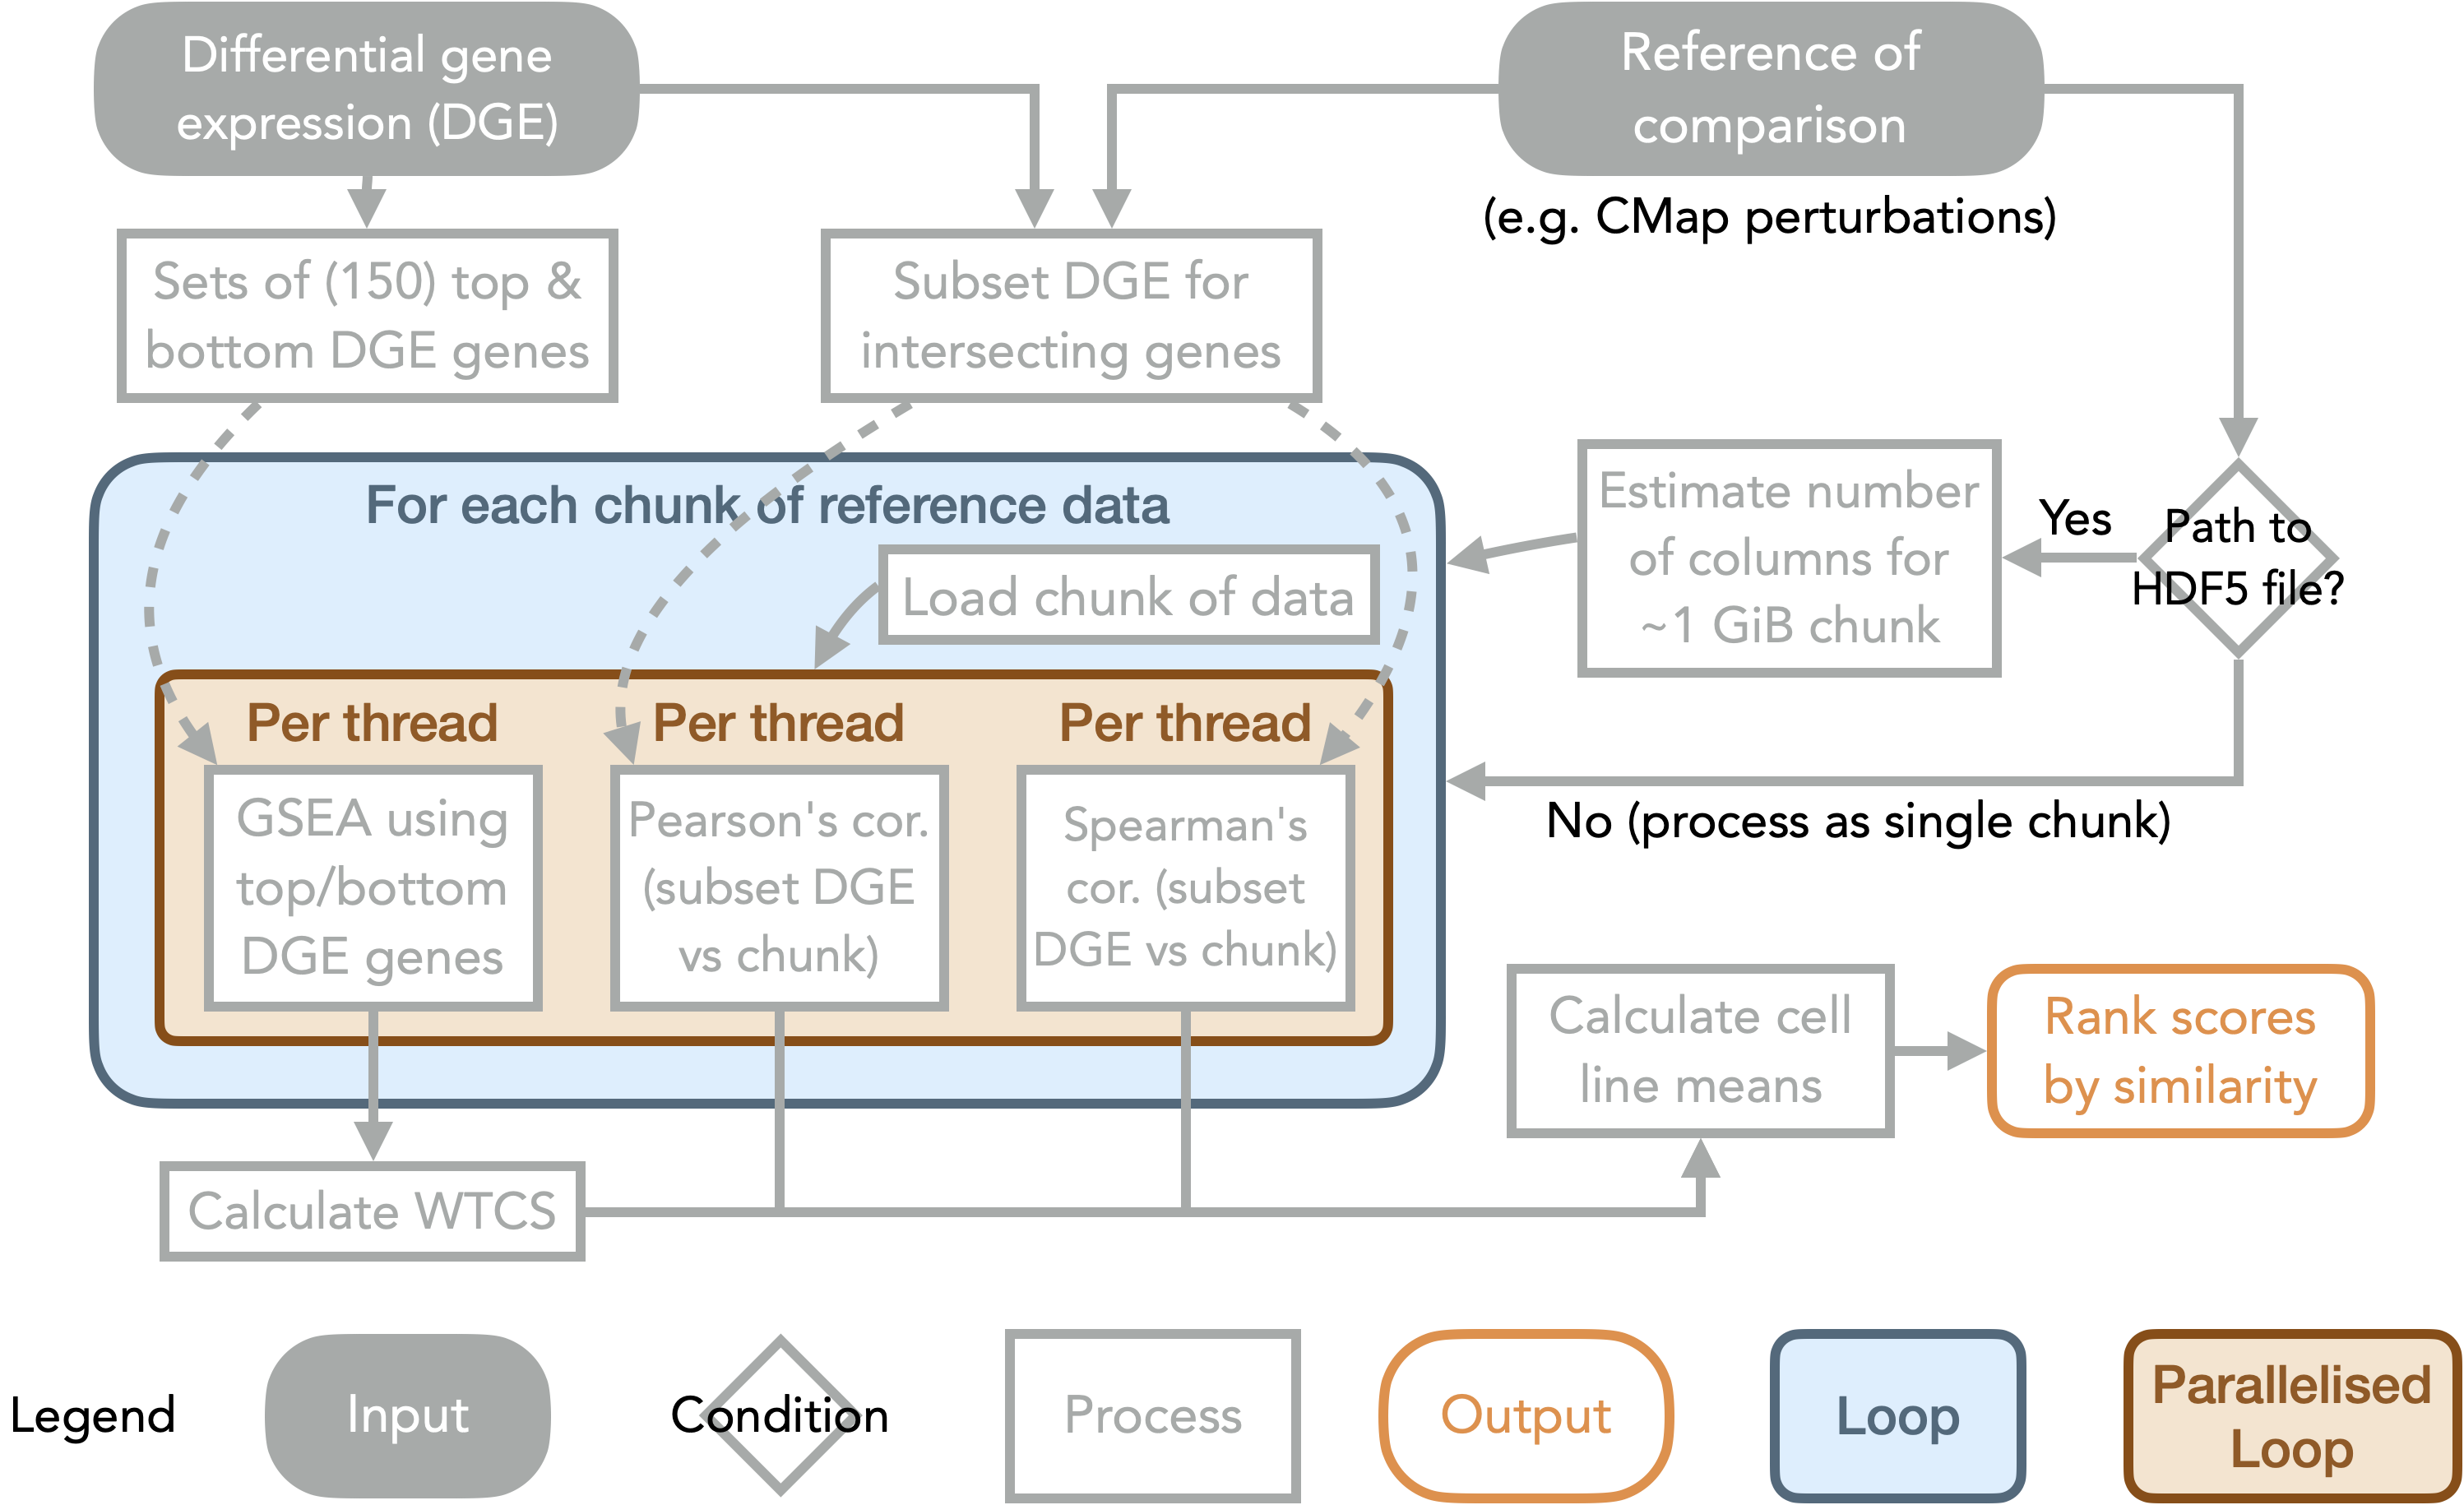 Differential gene
expression (DGE)
Reference of
comparison
(e.g. CMap perturbations)
Sets of (150) top &
bottom DGE genes
Subset DGE for
intersecting genes
Estimate number
of columns for
~1 GiB chunk
Yes
Path to
HDF5 file?
No (process as single chunk)
For each chunk of reference data
Load chunk of data
Per thread
GSEA using
top/bottom
DGE genes
Per thread
Pearson's cor.
(subset DGE
vs chunk)
Per thread
Spearman's
cor. (subset
DGE vs chunk)
Calculate WTCS
Calculate cell
line means
Rank scores
by similarity
Legend
Input
Condition
Process
Output
Loop
Parallelised
Loop